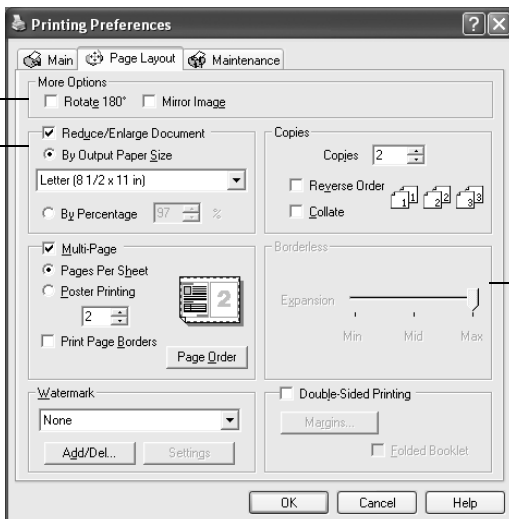 Printing Preferences
Main Page Layout Maintenance
More Options
Rotate 180° Mirror Image
Reduce/Enlarge Document
By Output Paper Size
Letter (8 1/2 x 11 in)
By Percentage 97 %
Copies
Copies 2
Reverse Order
Collate
1 1 2 2 3 3
Multi-Page
Pages Per Sheet
Poster Printing
2
2
Print Page Borders
Page Order
Borderless
Expansion
Min Mid Max
Watermark
None
Add/Del... Settings
Double-Sided Printing
Margins...
Folded Booklet
OK Cancel Help